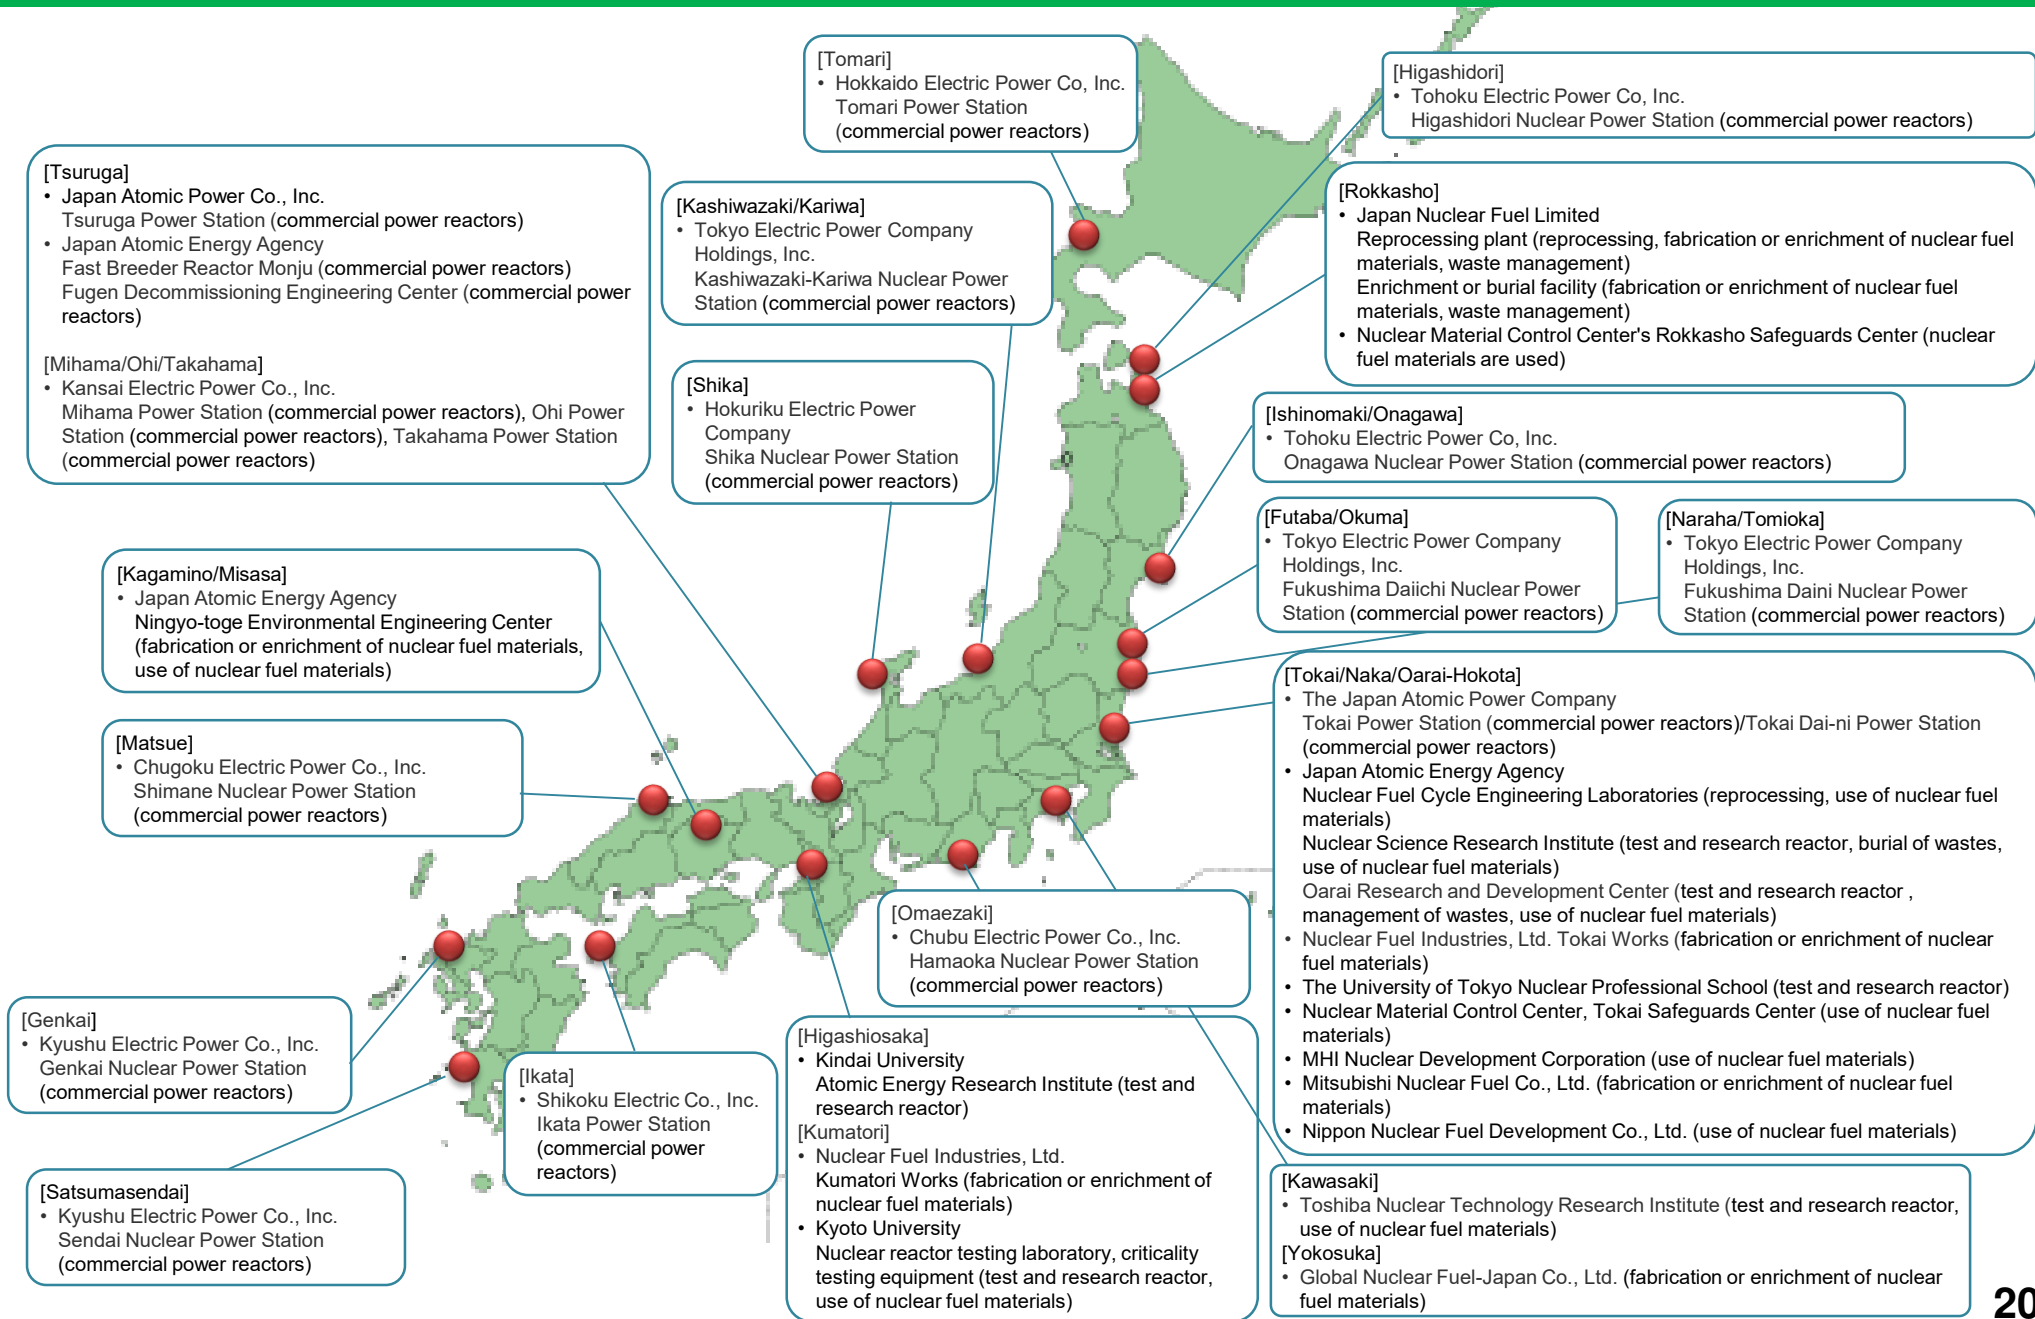 [Tomari]
• Hokkaido Electric Power Co, Inc.
Tomari Power Station
(commercial power reactors)
[Higashidori]
• Tohoku Electric Power Co, Inc.
Higashidori Nuclear Power Station (commercial power reactors)
[Tsuruga]
• Japan Atomic Power Co., Inc.
Tsuruga Power Station (commercial power reactors)
• Japan Atomic Energy Agency
Fast Breeder Reactor Monju (commercial power reactors)
Fugen Decommissioning Engineering Center (commercial power
reactors)
[Mihama/Ohi/Takahama]
• Kansai Electric Power Co., Inc.
Mihama Power Station (commercial power reactors), Ohi Power
Station (commercial power reactors), Takahama Power Station
(commercial power reactors)
[Kashiwazaki/Kariwa]
• Tokyo Electric Power Company
Holdings, Inc.
Kashiwazaki-Kariwa Nuclear Power
Station (commercial power reactors)
[Rokkasho]
• Japan Nuclear Fuel Limited
Reprocessing plant (reprocessing, fabrication or enrichment of nuclear fuel
materials, waste management)
Enrichment or burial facility (fabrication or enrichment of nuclear fuel
materials, waste management)
• Nuclear Material Control Center's Rokkasho Safeguards Center (nuclear
fuel materials are used)
[Shika]
• Hokuriku Electric Power
Company
Shika Nuclear Power Station
(commercial power reactors)
[Ishinomaki/Onagawa]
• Tohoku Electric Power Co, Inc.
Onagawa Nuclear Power Station (commercial power reactors)
[Futaba/Okuma]
• Tokyo Electric Power Company
Holdings, Inc.
Fukushima Daiichi Nuclear Power
Station (commercial power reactors)
[Naraha/Tomioka]
• Tokyo Electric Power Company
Holdings, Inc.
Fukushima Daini Nuclear Power
Station (commercial power reactors)
[Kagamino/Misasa]
• Japan Atomic Energy Agency
Ningyo-toge Environmental Engineering Center
(fabrication or enrichment of nuclear fuel materials,
use of nuclear fuel materials)
[Matsue]
• Chugoku Electric Power Co., Inc.
Shimane Nuclear Power Station
(commercial power reactors)
[Tokai/Naka/Oarai-Hokota]
• The Japan Atomic Power Company
Tokai Power Station (commercial power reactors)/Tokai Dai-ni Power Station
(commercial power reactors)
• Japan Atomic Energy Agency
Nuclear Fuel Cycle Engineering Laboratories (reprocessing, use of nuclear fuel
materials)
Nuclear Science Research Institute (test and research reactor, burial of wastes,
use of nuclear fuel materials)
Oarai Research and Development Center (test and research reactor ,
management of wastes, use of nuclear fuel materials)
• Nuclear Fuel Industries, Ltd. Tokai Works (fabrication or enrichment of nuclear
fuel materials)
• The University of Tokyo Nuclear Professional School (test and research reactor)
• Nuclear Material Control Center, Tokai Safeguards Center (use of nuclear fuel
materials)
• MHI Nuclear Development Corporation (use of nuclear fuel materials)
• Mitsubishi Nuclear Fuel Co., Ltd. (fabrication or enrichment of nuclear fuel
materials)
• Nippon Nuclear Fuel Development Co., Ltd. (use of nuclear fuel materials)
[Omaezaki]
• Chubu Electric Power Co., Inc.
Hamaoka Nuclear Power Station
(commercial power reactors)
[Genkai]
• Kyushu Electric Power Co., Inc.
Genkai Nuclear Power Station
(commercial power reactors)
[Ikata]
• Shikoku Electric Co., Inc.
Ikata Power Station
(commercial power
reactors)
[Higashiosaka]
• Kindai University
Atomic Energy Research Institute (test and
research reactor)
[Kumatori]
• Nuclear Fuel Industries, Ltd.
Kumatori Works (fabrication or enrichment of
nuclear fuel materials)
• Kyoto University
Nuclear reactor testing laboratory, criticality
testing equipment (test and research reactor,
use of nuclear fuel materials)
[Satsumasendai]
• Kyushu Electric Power Co., Inc.
Sendai Nuclear Power Station
(commercial power reactors)
[Kawasaki]
• Toshiba Nuclear Technology Research Institute (test and research reactor,
use of nuclear fuel materials)
[Yokosuka]
• Global Nuclear Fuel-Japan Co., Ltd. (fabrication or enrichment of nuclear
fuel materials)
20